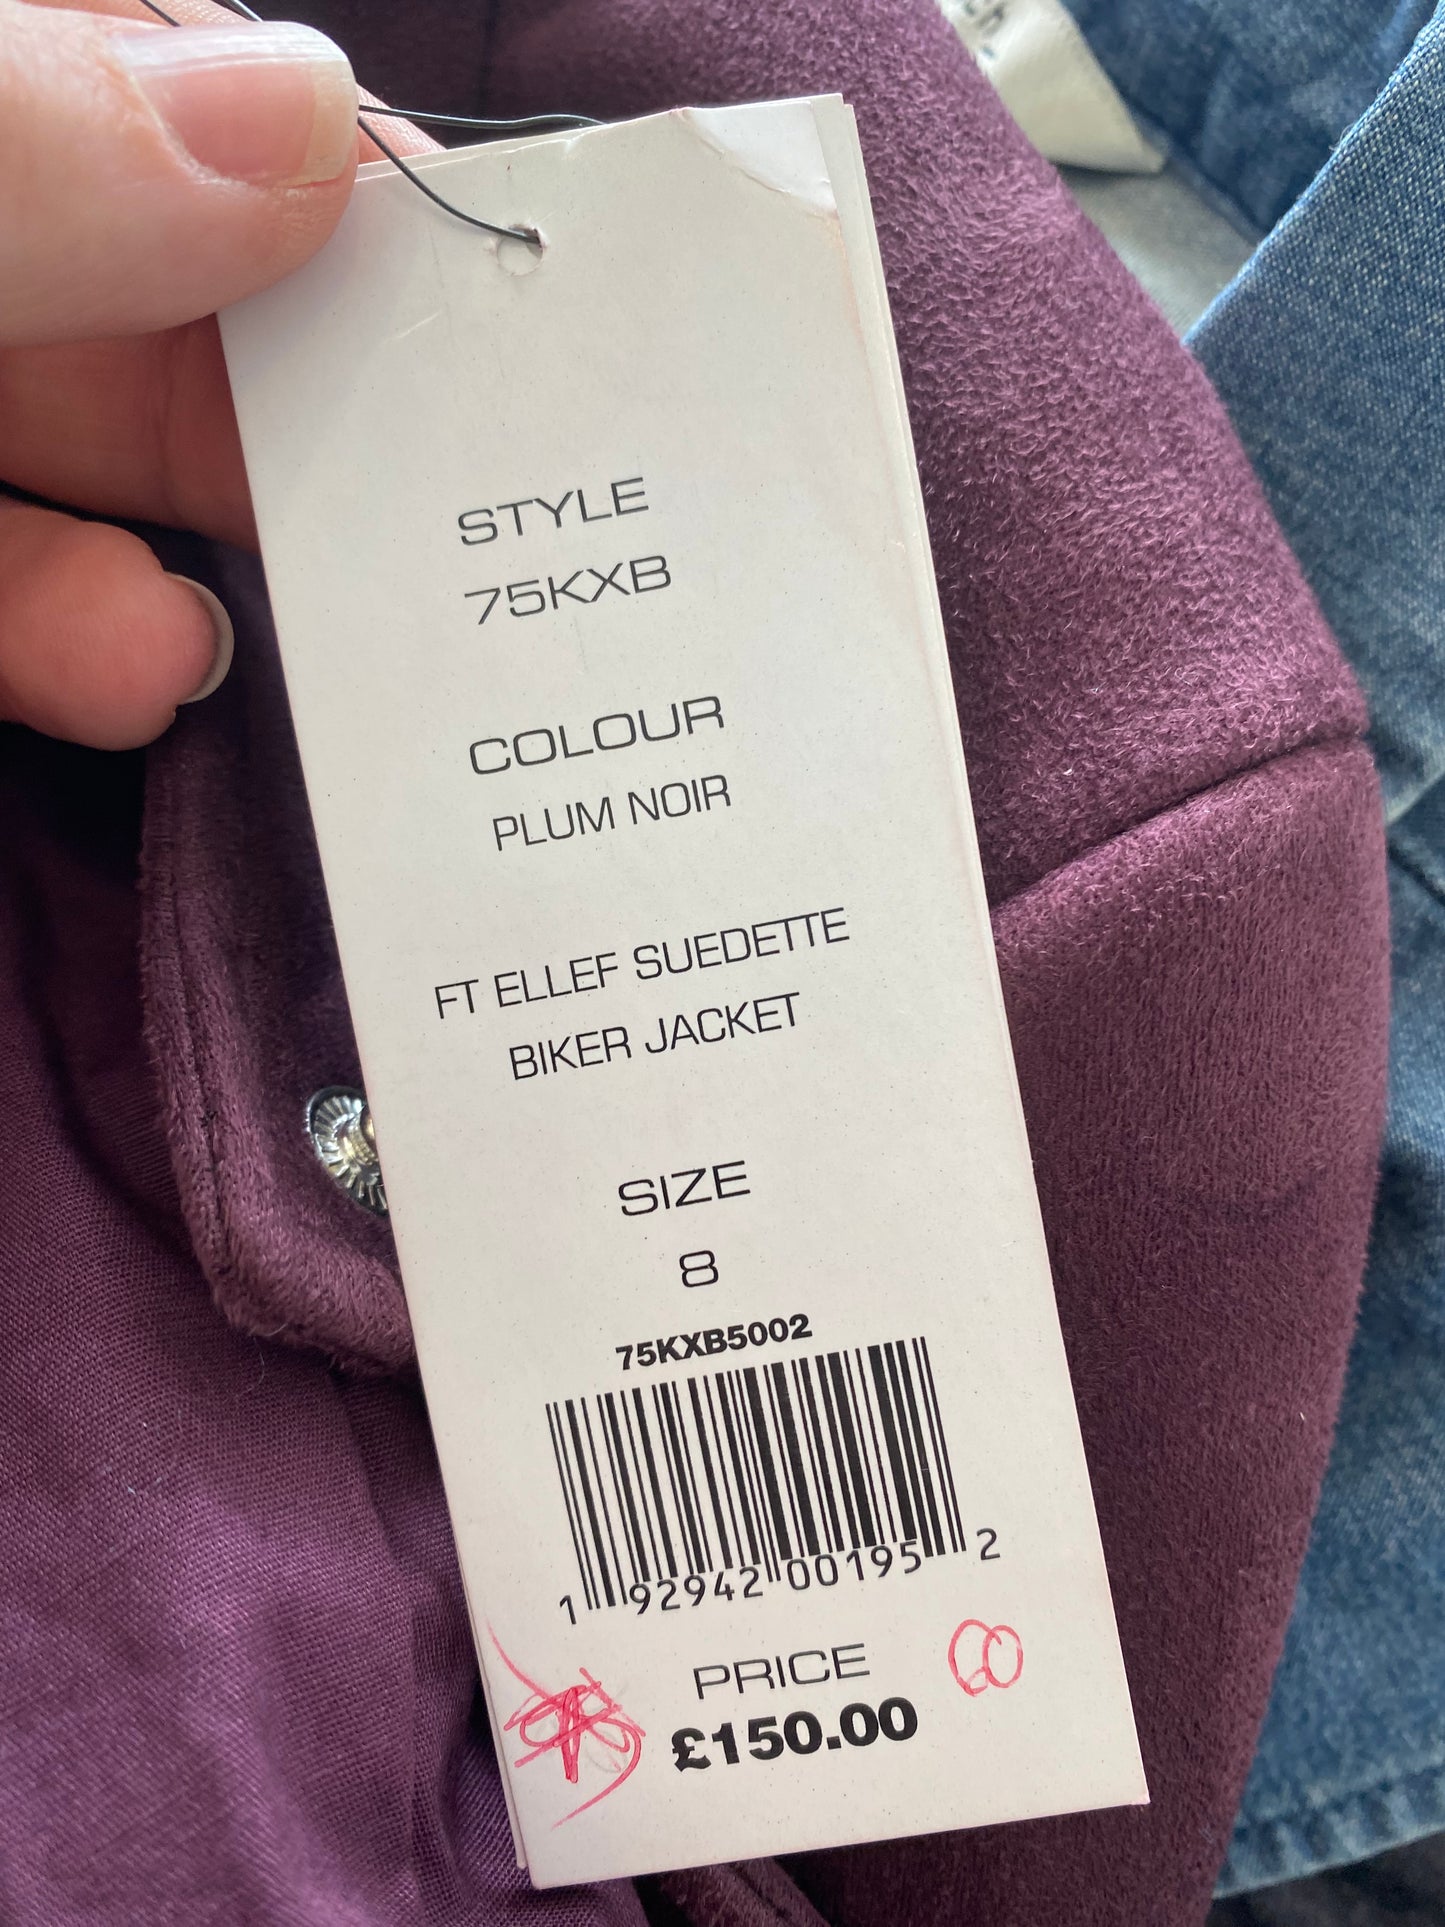 ch
STYLE
75KXB
COLOUR
PLUM NOIR
FT ELLEF SUEDETTE
BIKER JACKET
SIZE
8
75KXB5002
1 92942 00195 2
PRICE 60
£150.00